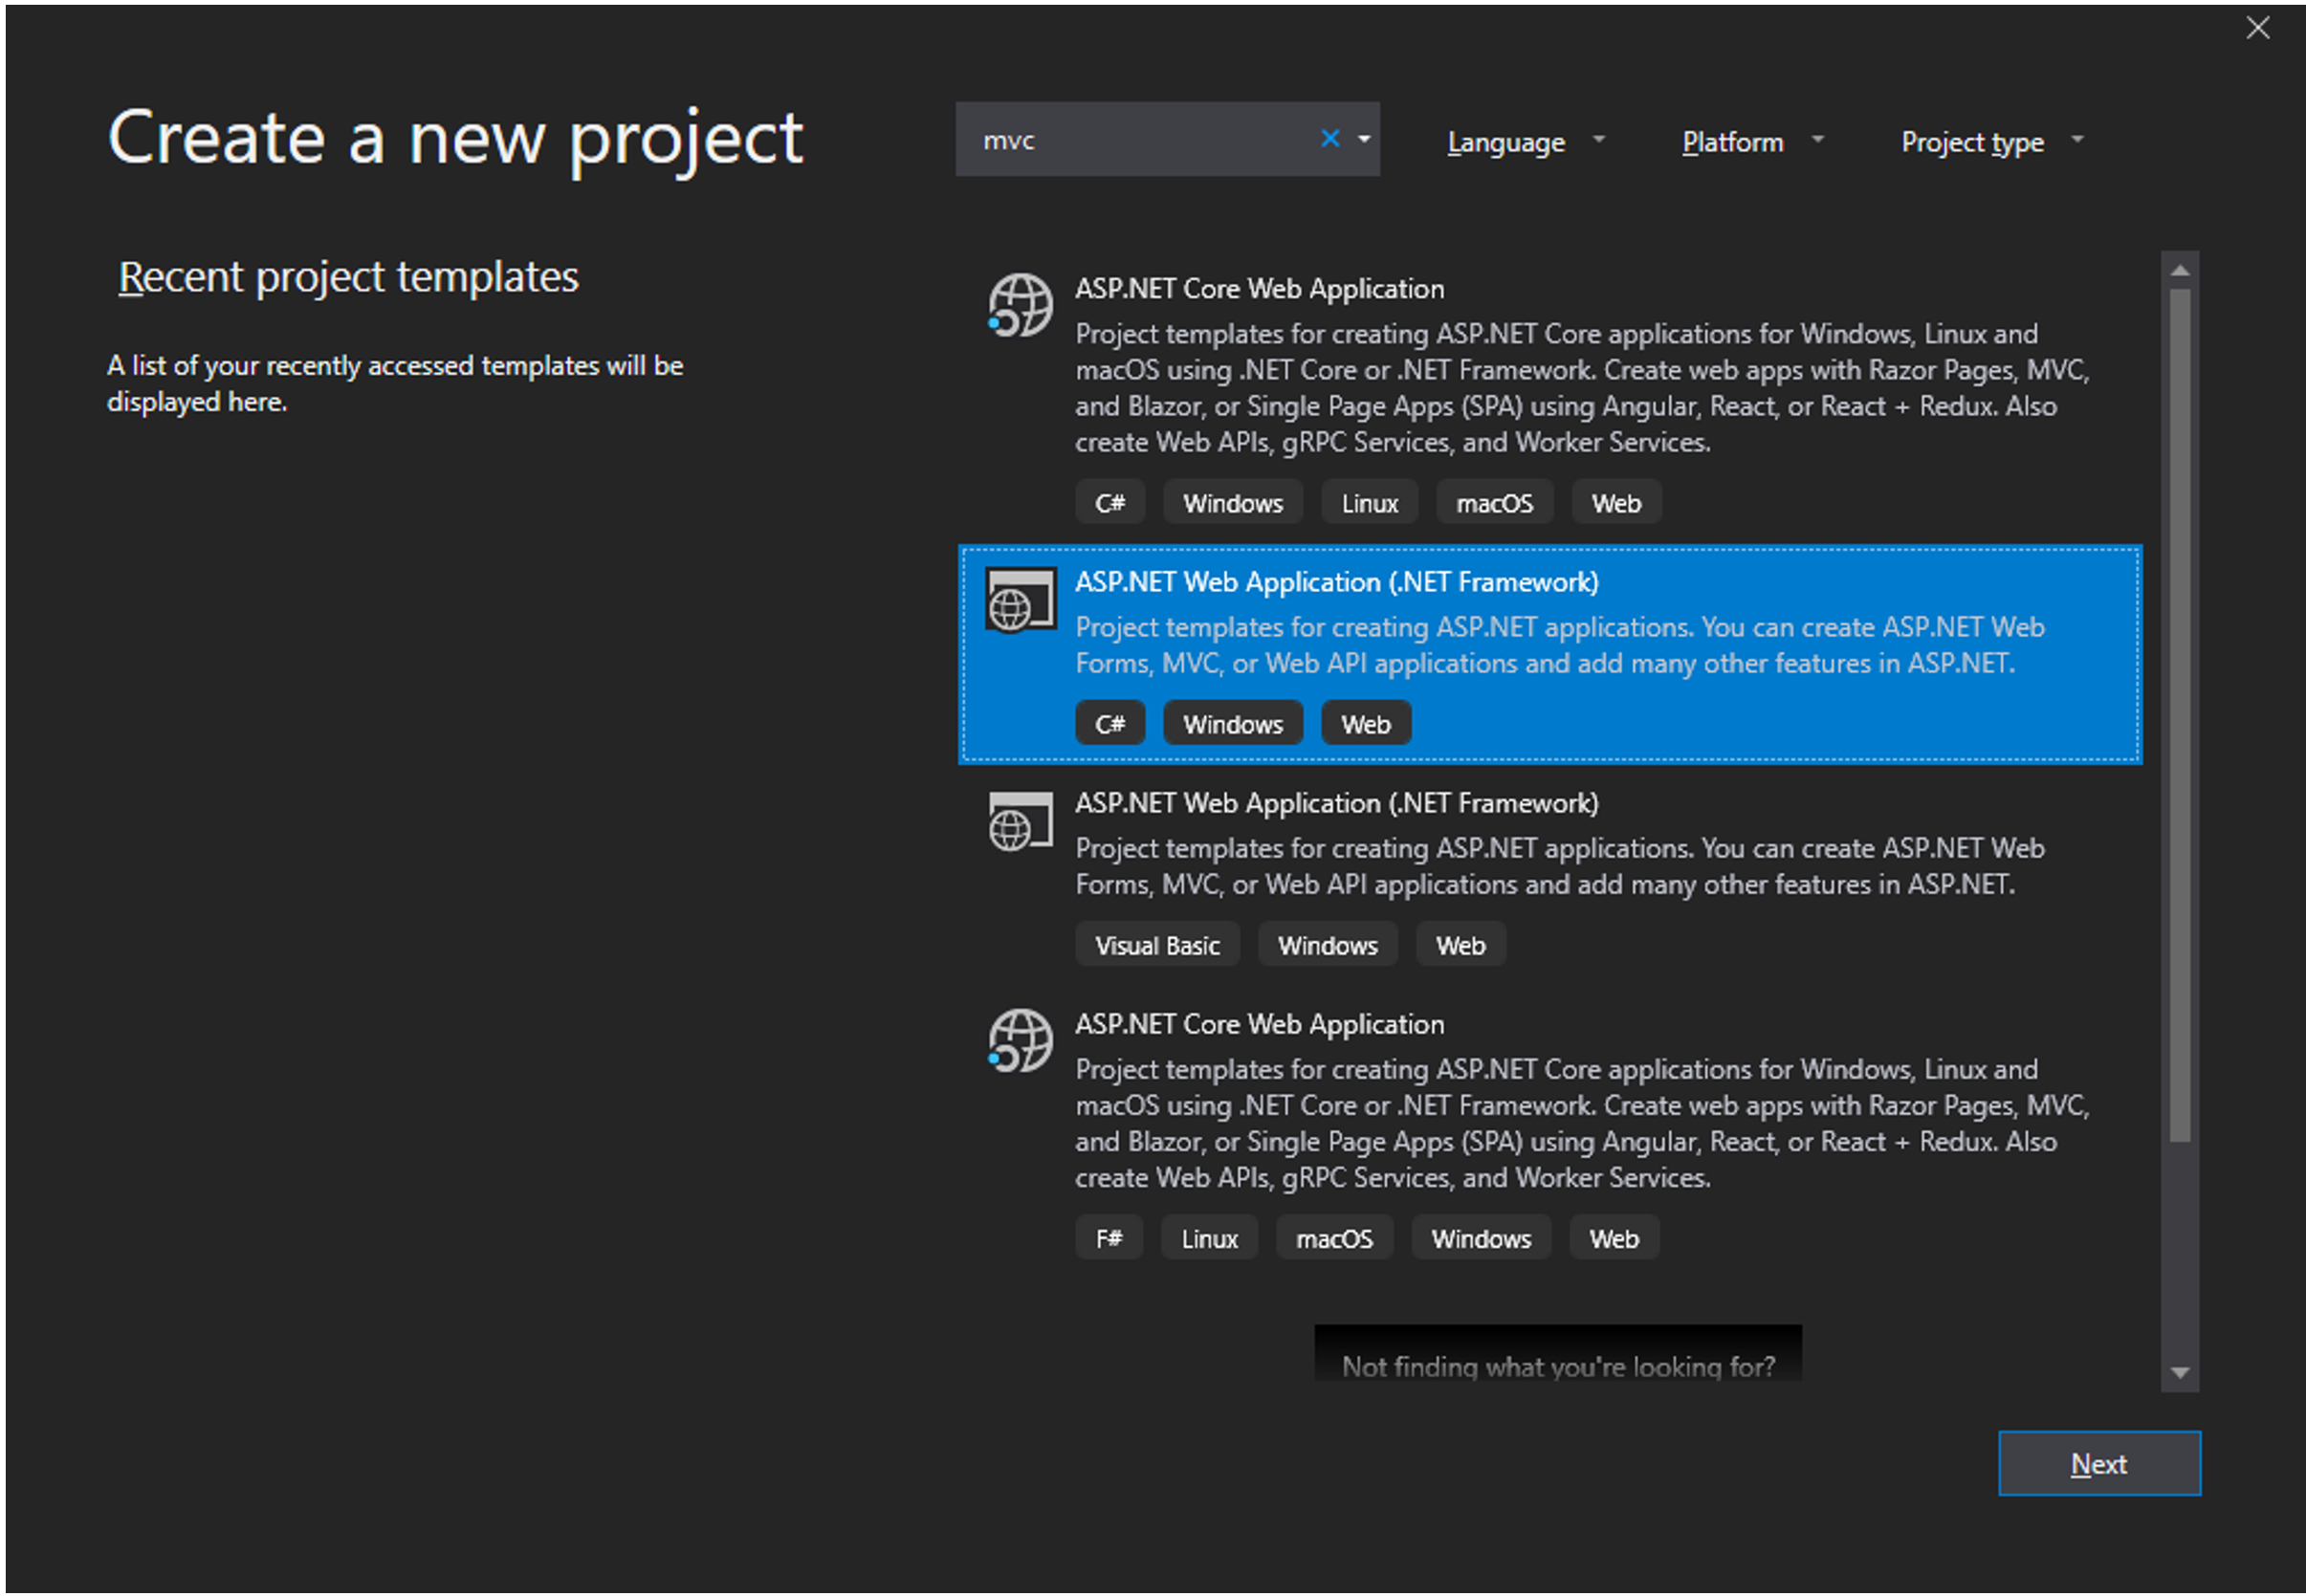 Create a new project
mvc
Language
Platform
Project type
Recent project templates
A list of your recently accessed templates will be
displayed here.
ASP.NET Core Web Application
Project templates for creating ASP.NET Core applications for Windows, Linux and
macOS using .NET Core or .NET Framework. Create web apps with Razor Pages, MVC,
and Blazor, or Single Page Apps (SPA) using Angular, React, or React + Redux. Also
create Web APIs, gRPC Services, and Worker Services.
C# Windows Linux macOS Web
ASP.NET Web Application (.NET Framework)
Project templates for creating ASP.NET applications. You can create ASP.NET Web
Forms, MVC, or Web API applications and add many other features in ASP.NET.
C# Windows Web
ASP.NET Web Application (.NET Framework)
Project templates for creating ASP.NET applications. You can create ASP.NET Web
Forms, MVC, or Web API applications and add many other features in ASP.NET.
Visual Basic Windows Web
ASP.NET Core Web Application
Project templates for creating ASP.NET Core applications for Windows, Linux and
macOS using .NET Core or .NET Framework. Create web apps with Razor Pages, MVC,
and Blazor, or Single Page Apps (SPA) using Angular, React, or React + Redux. Also
create Web APIs, gRPC Services, and Worker Services.
F# Linux macOS Windows Web
Not finding what you're looking for?
Next